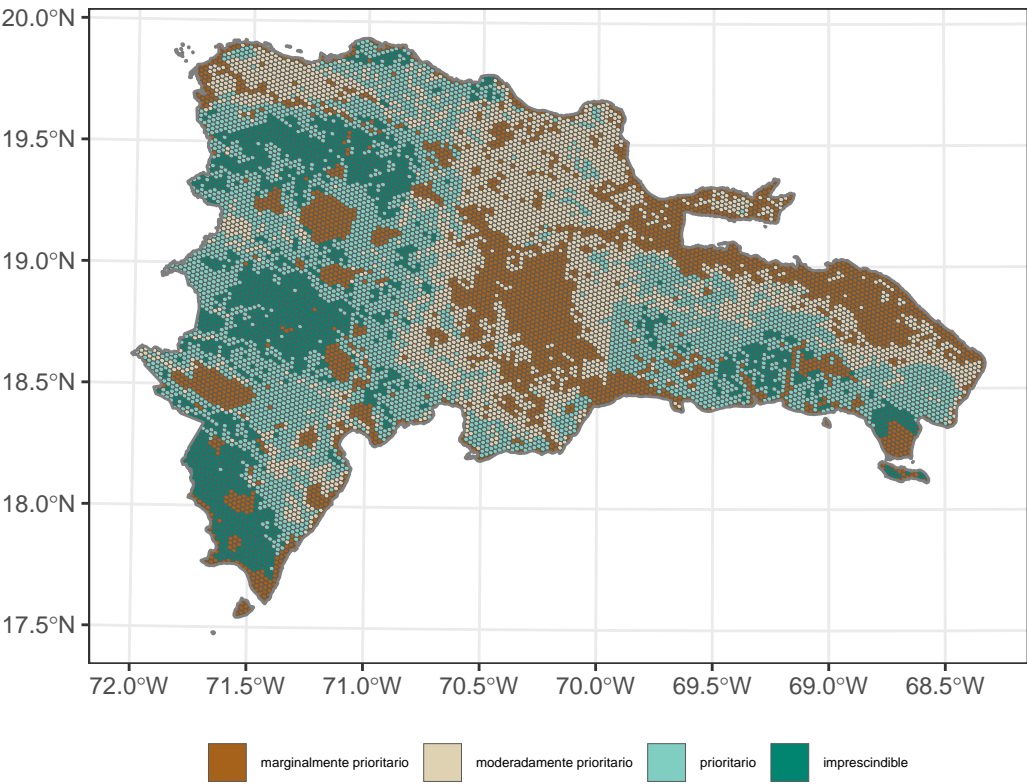 20.0°N
19.5°N
19.0°N
18.5°N
18.0°N
17.5°N
72.0°W 71.5°W 71.0°W 70.5°W 70.0°W 69.5°W 69.0°W 68.5°W
marginalmente prioritario moderadamente prioritario prioritario imprescindible